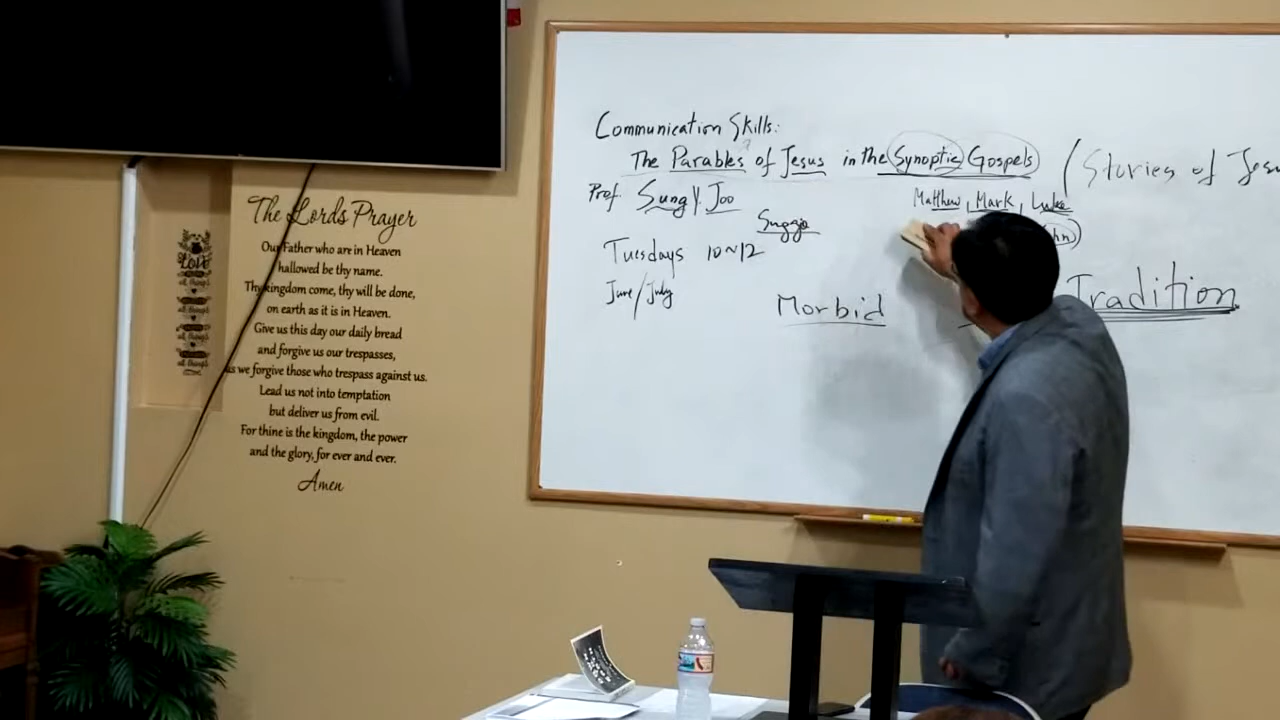 Communication Skills:
The Parables of Jesus in the Synoptic Gospels
(Stories of Jesu
Prof. Sung Y. Joo
Matthew, Mark, Luke
hn)
Tuesdays 10~12
June/July
Morbid
Tradition
The Lords Prayer
Our Father who are in Heaven
hallowed be thy name.
Thy kingdom come, thy will be done,
on earth as it is in Heaven.
Give us this day our daily bread
and forgive us our trespasses,
as we forgive those who trespass against us.
Lead us not into temptation
but deliver us from evil.
For thine is the kingdom, the power
and the glory, for ever and ever.
Amen
Love